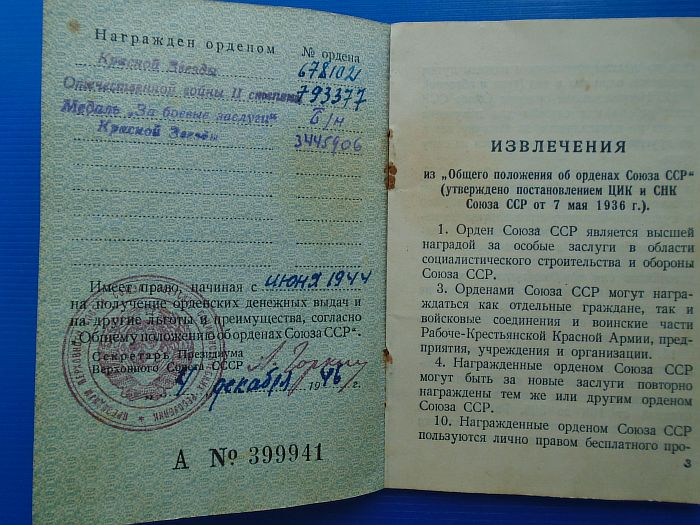 Награжден орденом № ордена
Красной Звезды 6781021
Отечественной войны II степени 793377
Медаль „За боевые заслуги“ Б/Н
Красной Звезды 3445906
Имеет право, начиная с июня 1944
на получение орденских денежных выдач и
на другие льготы и преимущества, согласно
„Общему положению об орденах Союза ССР“.
Секретарь Президиума
Верховного Совета СССР А. Горкин
4 декабря 1946 г.
А № 399941
ИЗВЛЕЧЕНИЯ
из „Общего положения об орденах Союза ССР“
(утверждено постановлением ЦИК и СНК
Союза ССР от 7 мая 1936 г.).
1. Орден Союза ССР является высшей
наградой за особые заслуги в области
социалистического строительства и обороны
Союза ССР.
3. Орденами Союза ССР могут награ-
ждаться как отдельные граждане, так и
войсковые соединения и воинские части
Рабоче-Крестьянской Красной Армии, пред-
приятия, учреждения и организации.
4. Награжденные орденом Союза ССР
могут быть за новые заслуги повторно
награждены тем же или другим орденом
Союза ССР.
10. Награжденные орденом Союза ССР
пользуются лично правом бесплатного про-
3